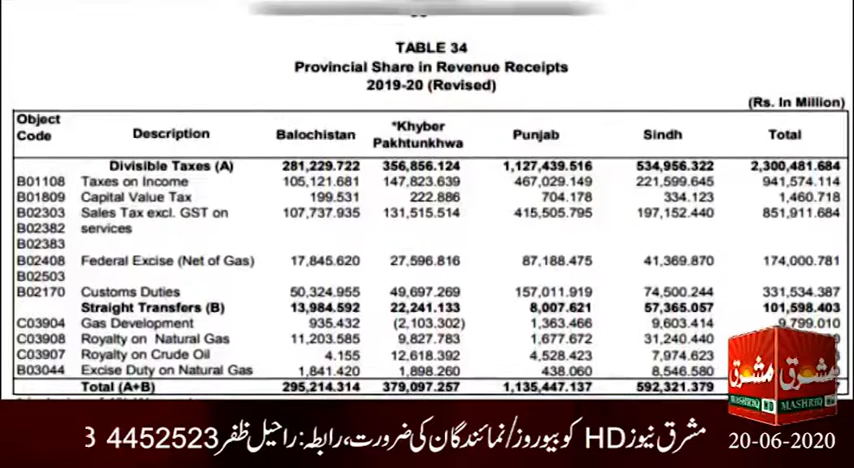 TABLE 34
Provincial Share in Revenue Receipts
2019-20 (Revised)
(Rs. In Million)
Object Code Description Balochistan *Khyber Pakhtunkhwa Punjab Sindh Total
Divisible Taxes (A) 281,229.722 356,856.124 1,127,439.516 534,956.322 2,300,481.684
B01108 Taxes on Income 105,121.681 147,823.639 467,029.149 221,599.645 941,574.114
B01809 Capital Value Tax 199.531 222.886 704.178 334.123 1,460.718
B02303 Sales Tax excl. GST on 107,737.935 131,515.514 415,505.795 197,152.440 851,911.684
B02382 services
B02383
B02408 Federal Excise (Net of Gas) 17,845.620 27,596.816 87,188.475 41,369.870 174,000.781
B02503
B02170 Customs Duties 50,324.955 49,697.269 157,011.919 74,500.244 331,534.387
Straight Transfers (B) 13,984.592 22,241.133 8,007.621 57,365.057 101,598.403
C03904 Gas Development 935.432 (2,103.302) 1,363.466 9,603.414 9,799.010
C03908 Royalty on Natural Gas 11,203.585 9,827.783 1,677.672 31,240.440
C03907 Royalty on Crude Oil 4.155 12,618.392 4,528.423 7,974.623
B03044 Excise Duty on Natural Gas 1,841.420 1,898.260 438.060 8,546.580
Total (A+B) 295,214.314 379,097.257 1,135,447.137 592,321.379
مشرق
MASHRIQ HD
مشرق
MASHRIQ
مشرق نیوز HD کو بیوروز/نمائندگان کی ضرورت، رابطہ: راحیل ظفر 4452523 3
20-06-2020